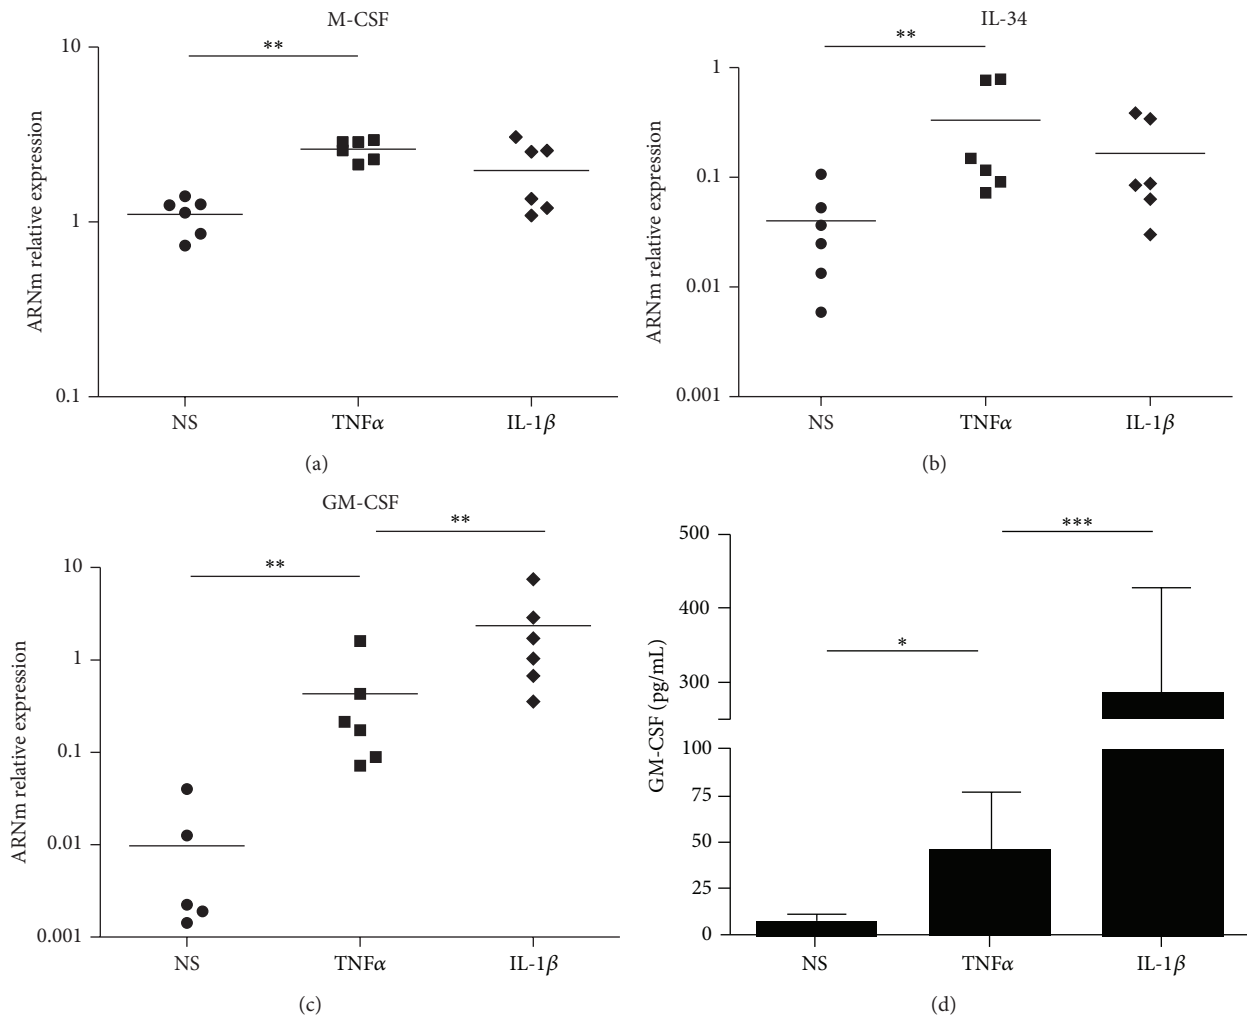 M-CSF
**
10
1
0.1
ARNm relative expression
NS
TNFα
IL-1β
(a)
IL-34
**
1
0.1
0.01
0.001
ARNm relative expression
NS
TNFα
IL-1β
(b)
GM-CSF
**
**
10
1
0.1
0.01
0.001
ARNm relative expression
NS
TNFα
IL-1β
(c)
***
*
500
400
300
100
75
50
25
0
GM-CSF (pg/mL)
NS
TNFα
IL-1β
(d)